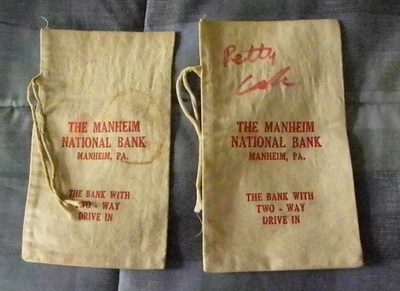 THE MANHEIM
NATIONAL BANK
MANHEIM, PA.
THE BANK WITH
TWO - WAY
DRIVE IN
Petty
THE MANHEIM
NATIONAL BANK
MANHEIM, PA.
THE BANK WITH
TWO - WAY
DRIVE IN